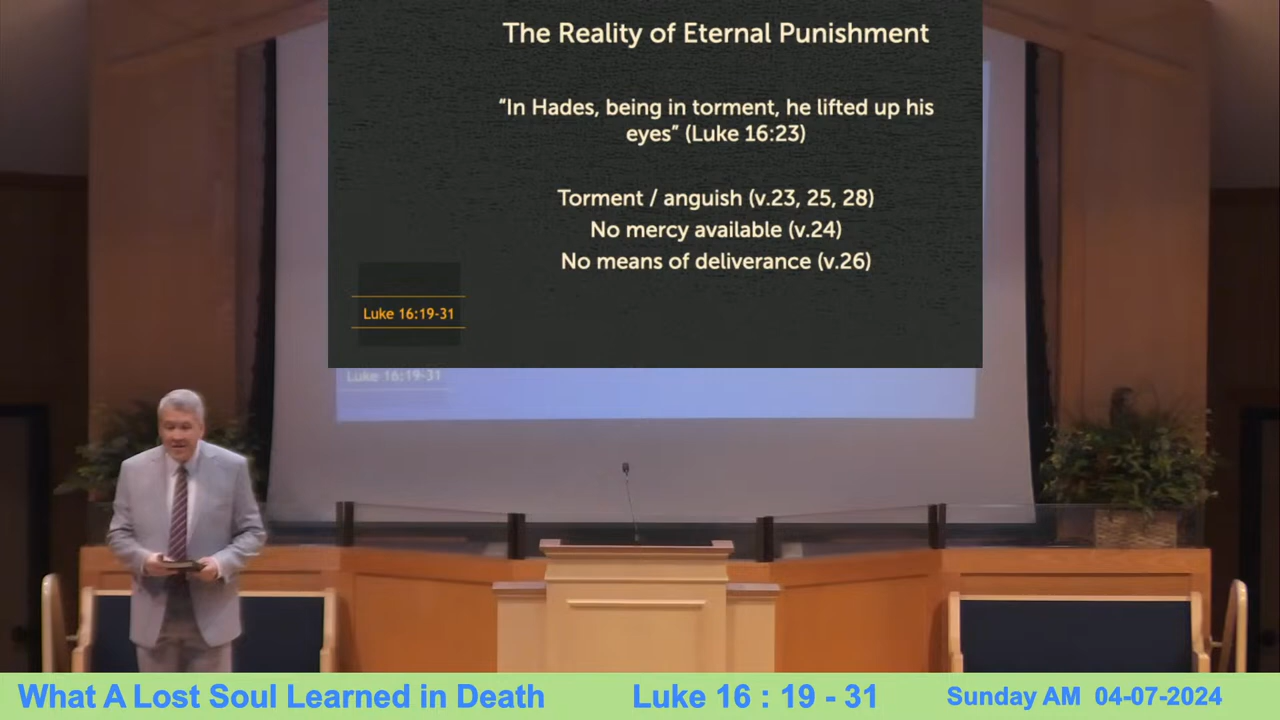 The Reality of Eternal Punishment
“In Hades, being in torment, he lifted up his
eyes” (Luke 16:23)
Torment / anguish (v.23, 25, 28)
No mercy available (v.24)
No means of deliverance (v.26)
Luke 16:19-31
Luke 16:19-31
What A Lost Soul Learned in Death Luke 16 : 19 - 31 Sunday AM 04-07-2024